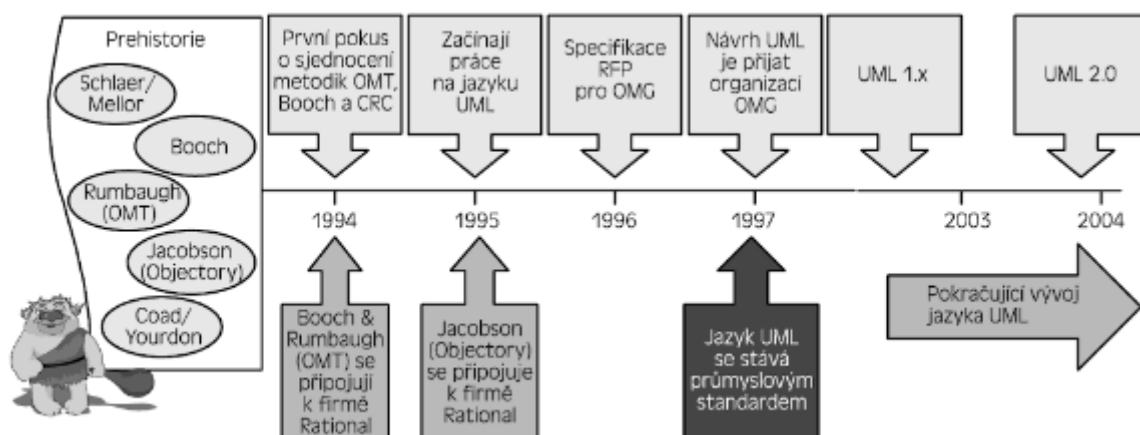 Prehistorie
Schlaer/
Mellor
Booch
Rumbaugh
(OMT)
Jacobson
(Objectory)
Coad/
Yourdon
První pokus
o sjednocení
metodik OMT,
Booch a CRC
Začínají
práce
na jazyku
UML
Specifikace
RFP
pro OMG
Návrh UML
je přijat
organizací
OMG
UML 1.x
UML 2.0
1994
1995
1996
1997
2003
2004
Booch &
Rumbaugh
(OMT) se
připojují
k firmě
Rational
Jacobson
(Objectory)
se připojuje
k firmě
Rational
Jazyk UML
se stává
průmyslovým
standardem
Pokračující vývoj
jazyka UML